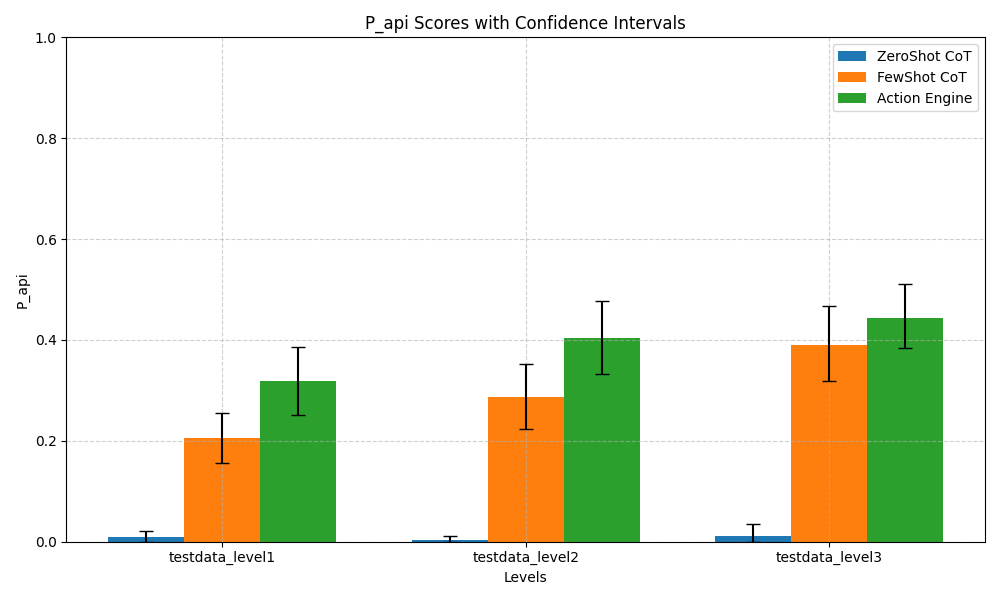 P_api Scores with Confidence Intervals
1.0
0.8
0.6
0.4
0.2
0.0
P_api
ZeroShot CoT
FewShot CoT
Action Engine
testdata_level1
testdata_level2
testdata_level3
Levels